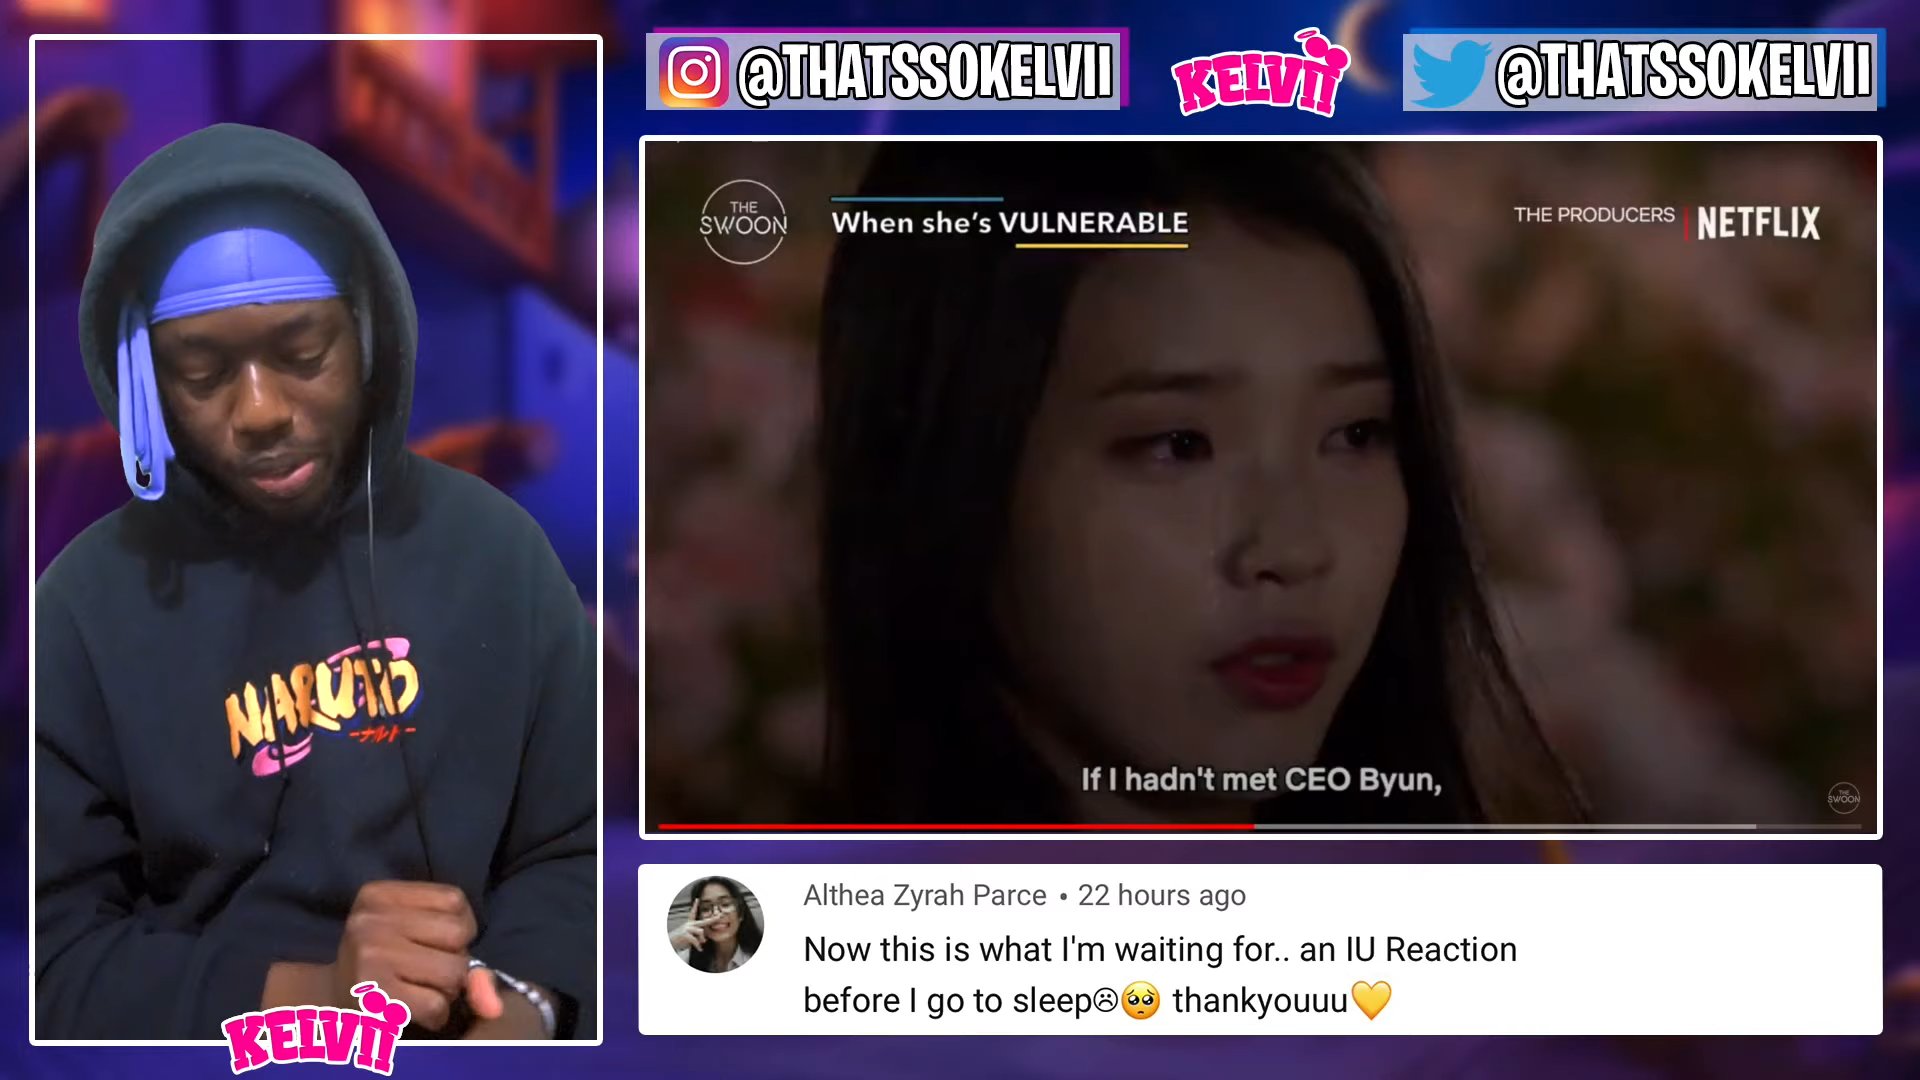 @THATSSOKELVII
KELVii
@THATSSOKELVII
THE
SWOON
When she's VULNERABLE
THE PRODUCERS
NETFLIX
NARUTO
ナルト
If I hadn't met CEO Byun,
THE
SWOON
Althea Zyrah Parce • 22 hours ago
Now this is what I'm waiting for.. an IU Reaction
before I go to sleep☹🥺 thankyouuu💛
KELVii